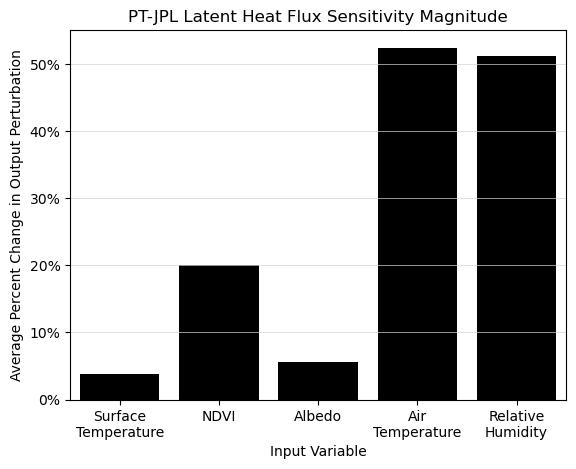 PT-JPL Latent Heat Flux Sensitivity Magnitude
Average Percent Change in Output Perturbation
50%
40%
30%
20%
10%
0%
Surface
Temperature
NDVI
Albedo
Air
Temperature
Relative
Humidity
Input Variable